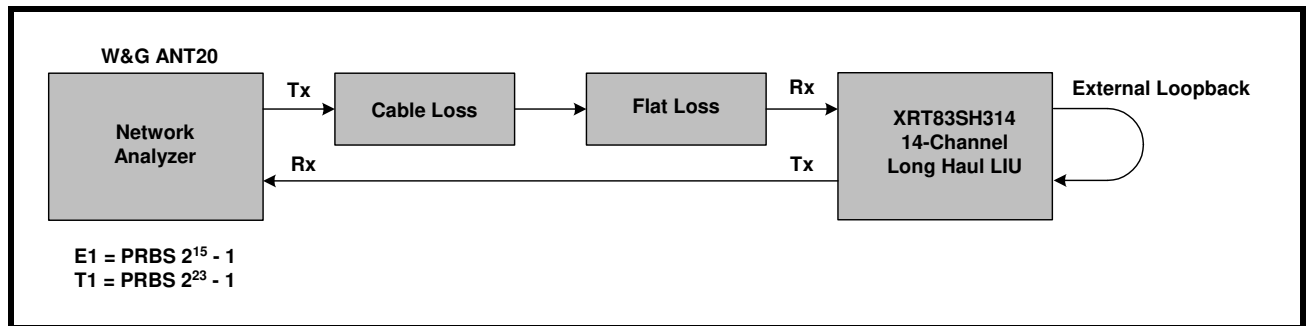 W&G ANT20
Network
Analyzer
Tx
Cable Loss
Flat Loss
Rx
XRT83SH314
14-Channel
Long Haul LIU
External Loopback
Rx
Tx
E1 = PRBS 2¹⁵ - 1
T1 = PRBS 2²³ - 1